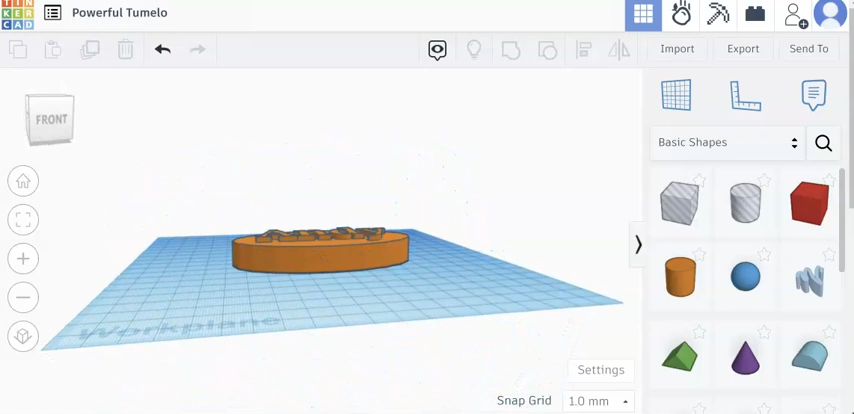 TIN
KER
CAD
Powerful Tumelo
Import
Export
Send To
FRONT
Basic Shapes
Workplane
Settings
Snap Grid
1.0 mm